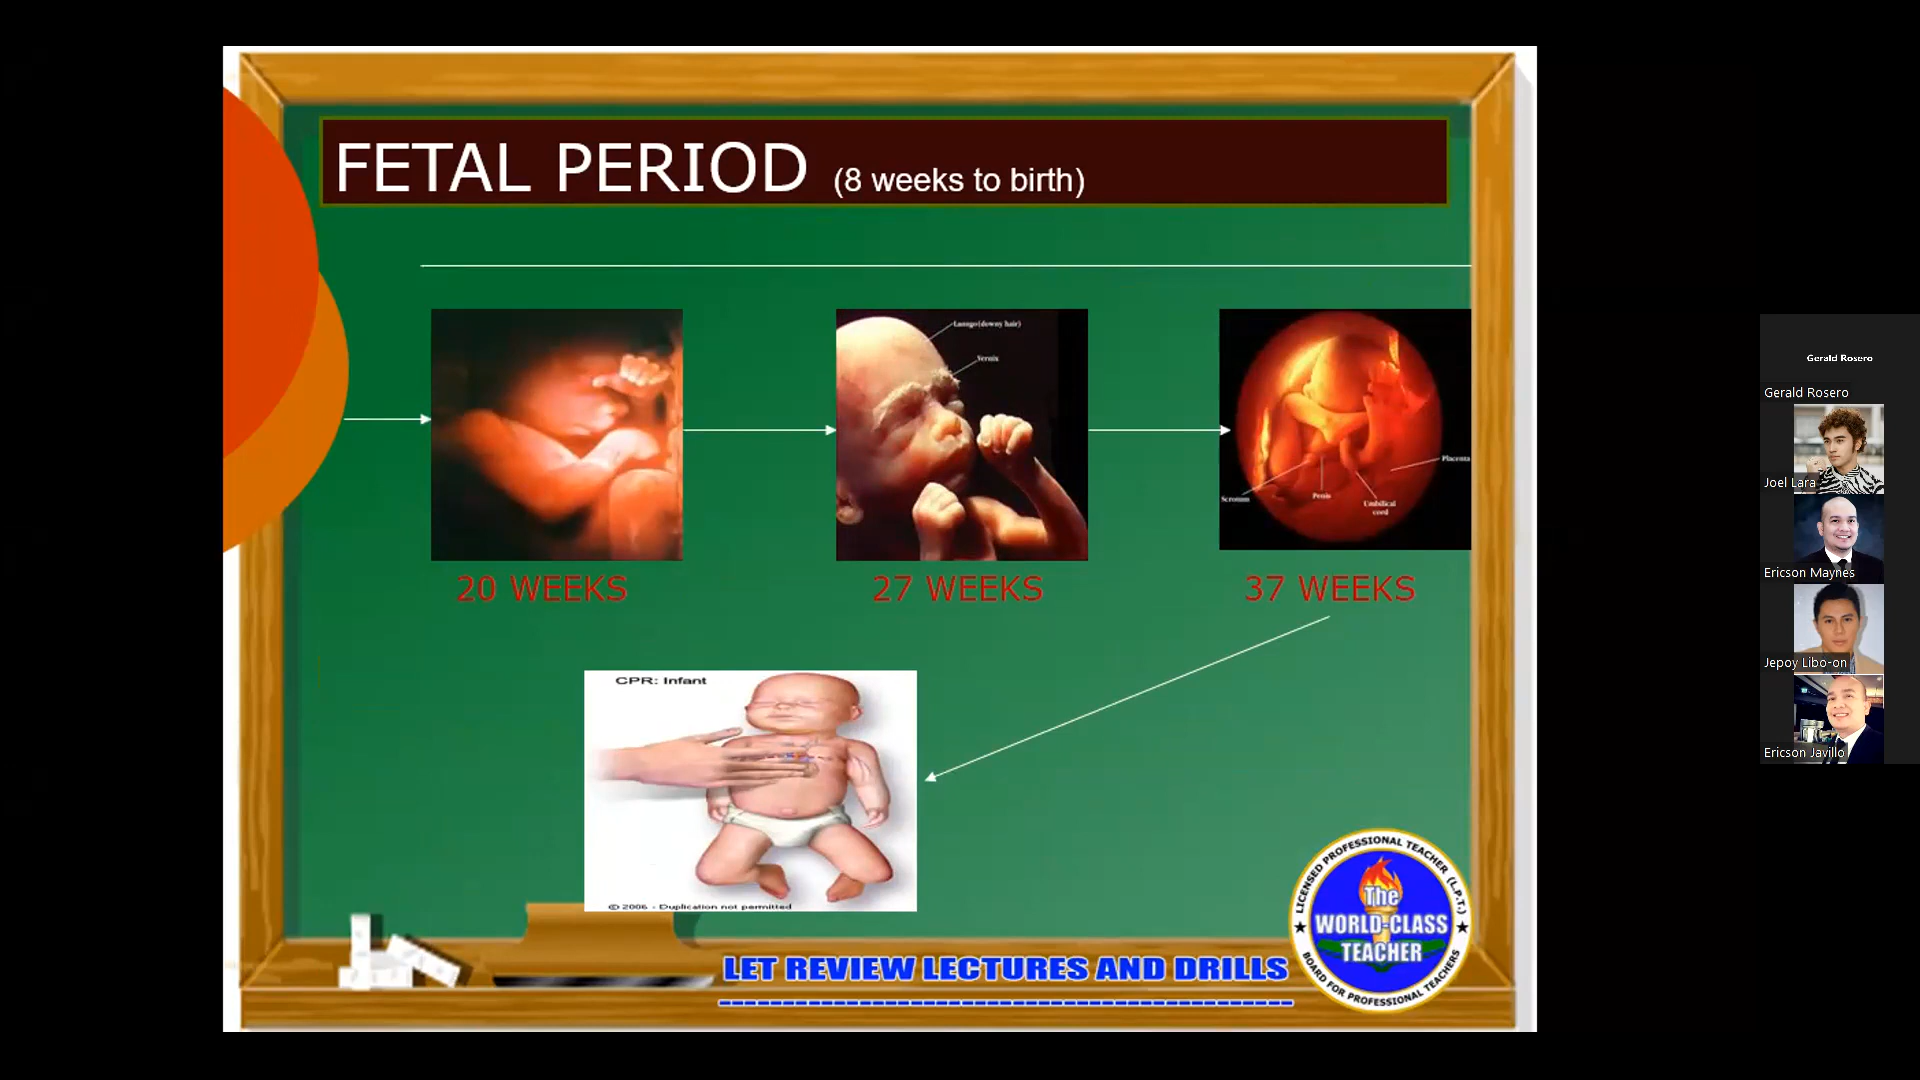 FETAL PERIOD (8 weeks to birth)
Lanugo (downy hair)
Vernix
Placenta
Scrotum
Penis
Umbilical
cord
20 WEEKS
27 WEEKS
37 WEEKS
CPR: Infant
© 2006 - Duplication not permitted
LICENSED PROFESSIONAL TEACHER (L.P.T.)
The
WORLD-CLASS
TEACHER
BOARD FOR PROFESSIONAL TEACHERS
LET REVIEW LECTURES AND DRILLS
Gerald Rosero
Gerald Rosero
Joel Lara
Ericson Maynes
Jepoy Libo-on
Ericson Javillo